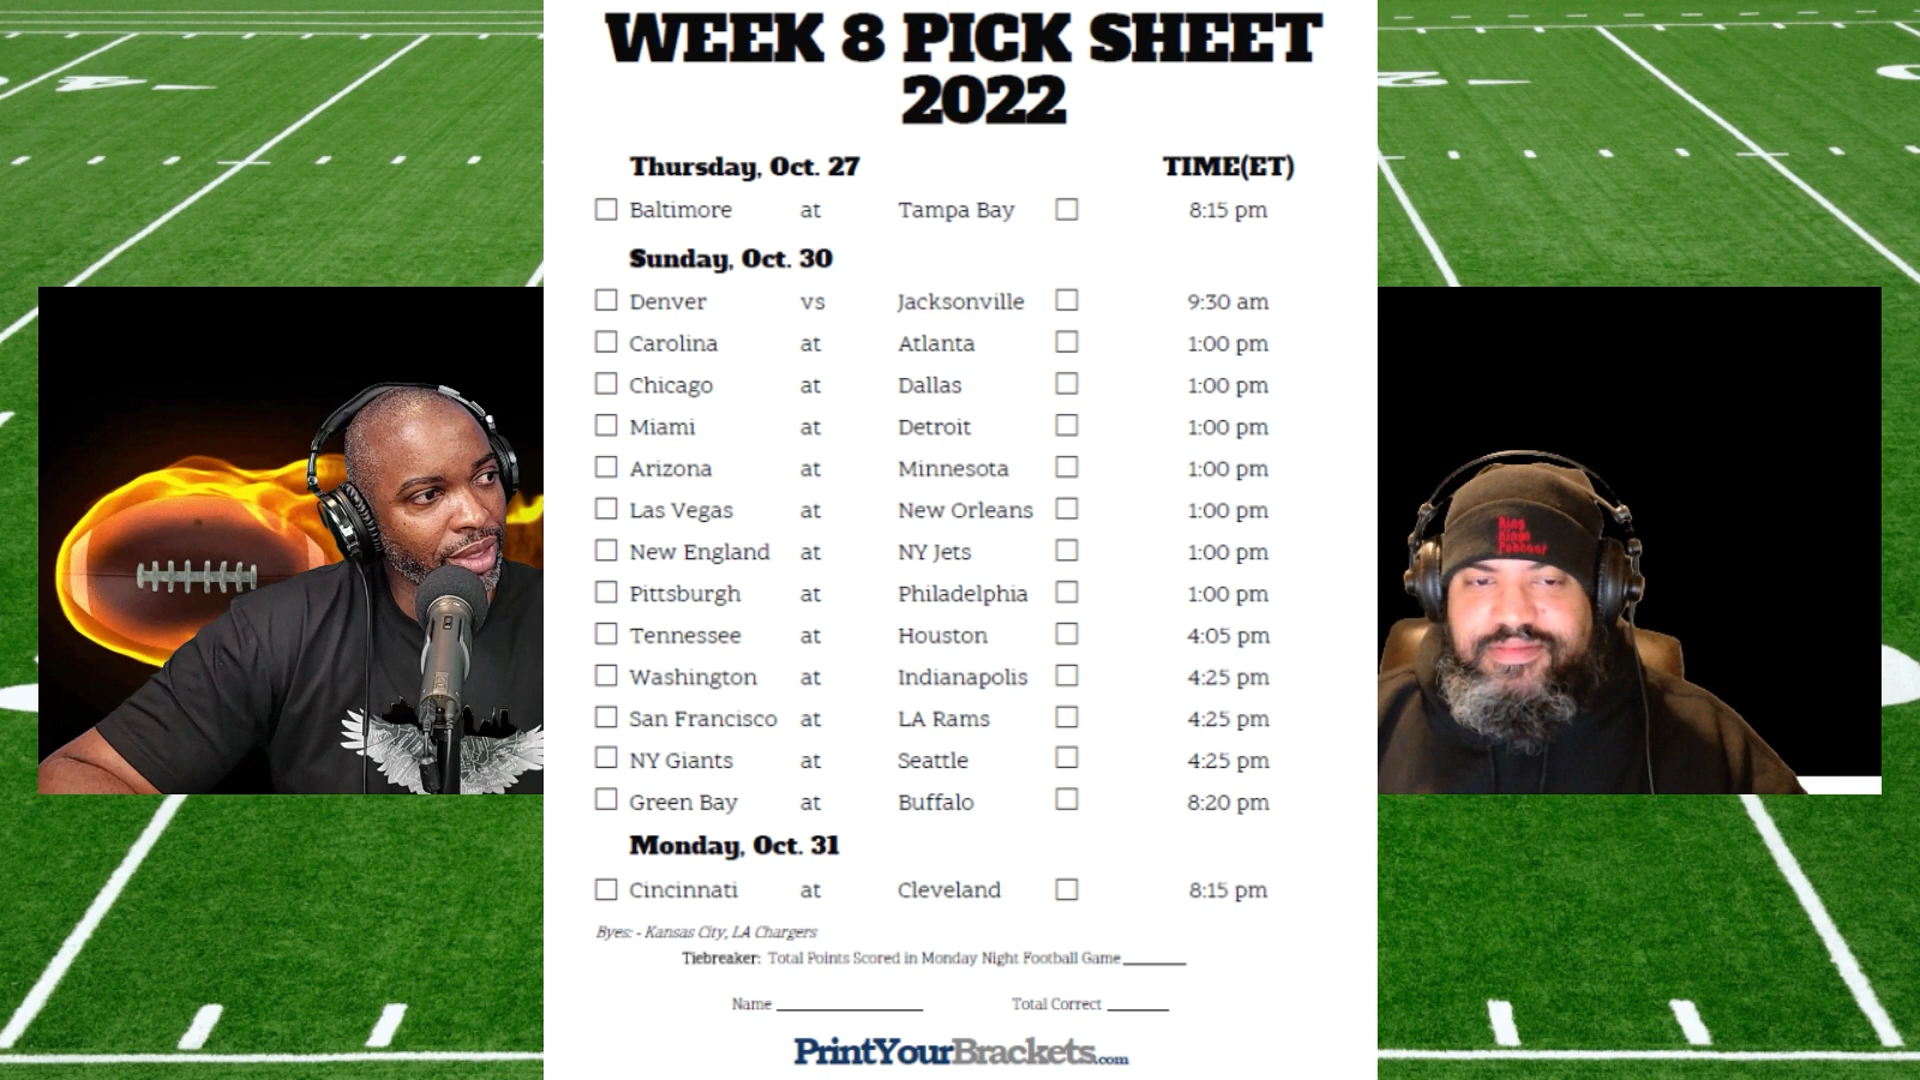 WEEK 8 PICK SHEET
2022
Thursday, Oct. 27 TIME(ET)
Baltimore at Tampa Bay 8:15 pm
Sunday, Oct. 30
Denver vs Jacksonville 9:30 am
Carolina at Atlanta 1:00 pm
Chicago at Dallas 1:00 pm
Miami at Detroit 1:00 pm
Arizona at Minnesota 1:00 pm
Las Vegas at New Orleans 1:00 pm
New England at NY Jets 1:00 pm
Pittsburgh at Philadelphia 1:00 pm
Tennessee at Houston 4:05 pm
Washington at Indianapolis 4:25 pm
San Francisco at LA Rams 4:25 pm
NY Giants at Seattle 4:25 pm
Green Bay at Buffalo 8:20 pm
Monday, Oct. 31
Cincinnati at Cleveland 8:15 pm
Byes: - Kansas City, LA Chargers
Tiebreaker: Total Points Scored in Monday Night Football Game
Name Total Correct
PrintYourBrackets.com
King
Kingo
Podcast